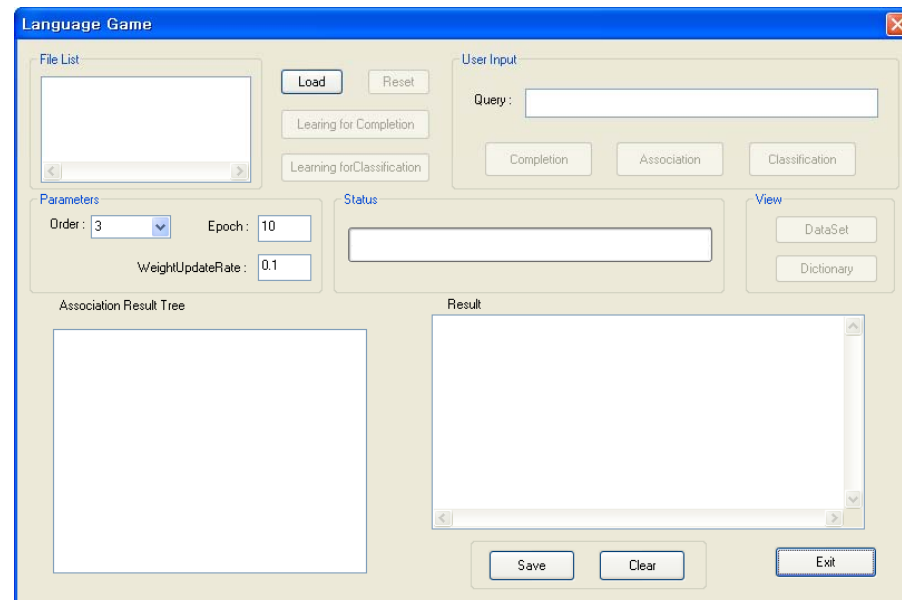 Language Game
File List
Load
Reset
Learing for Completion
Learning forClassification
User Input
Query :
Completion
Association
Classification
Parameters
Order : 3
Epoch : 10
WeightUpdateRate : 0.1
Status
View
DataSet
Dictionary
Association Result Tree
Result
Save
Clear
Exit